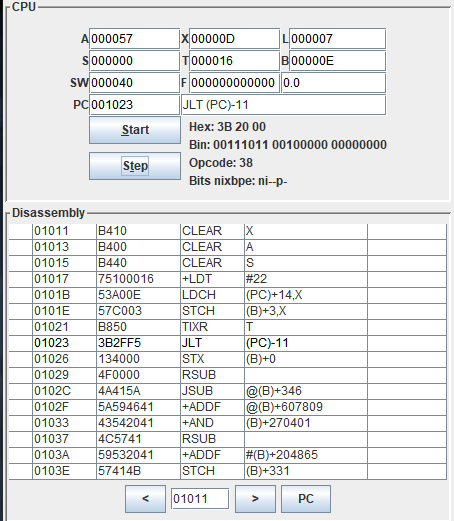 CPU
A 000057 X 00000D L 000007
S 000000 T 000016 B 00000E
SW 000040 F 000000000000 0.0
PC 001023 JLT (PC)-11
Start Hex: 3B 20 00
Bin: 00111011 00100000 00000000
Step Opcode: 38
Bits nixbpe: ni--p-
Disassembly
01011 B410 CLEAR X
01013 B400 CLEAR A
01015 B440 CLEAR S
01017 75100016 +LDT #22
0101B 53A00E LDCH (PC)+14,X
0101E 57C003 STCH (B)+3,X
01021 B850 TIXR T
01023 3B2FF5 JLT (PC)-11
01026 134000 STX (B)+0
01029 4F0000 RSUB
0102C 4A415A JSUB @(B)+346
0102F 5A594641 +ADDF @(B)+607809
01033 43542041 +AND (B)+270401
01037 4C5741 RSUB
0103A 59532041 +ADDF #(B)+204865
0103E 57414B STCH (B)+331
< 01011 > PC